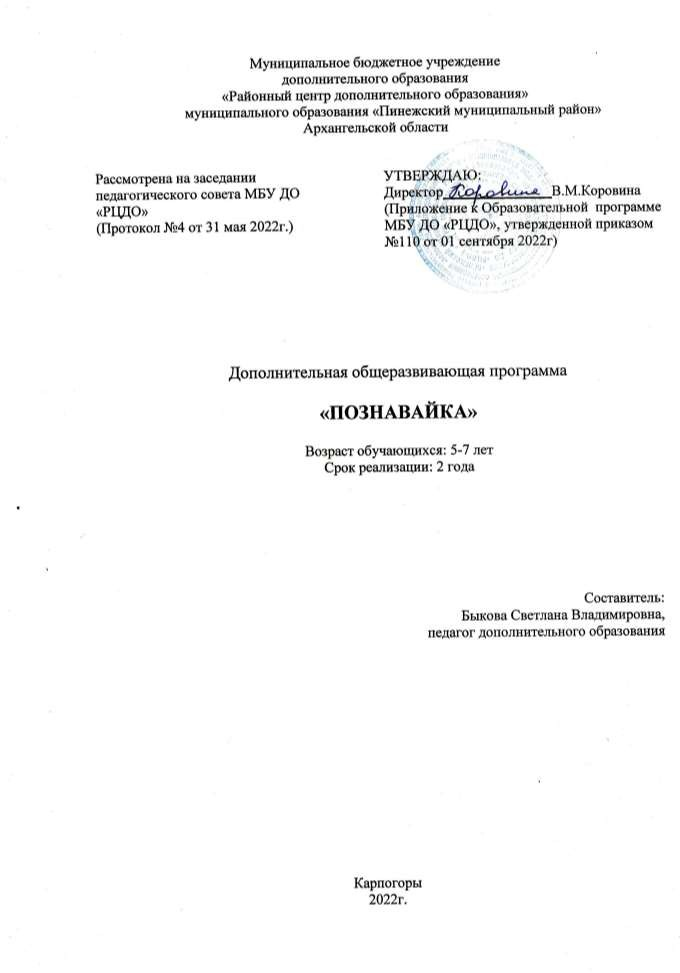 Муниципальное бюджетное учреждение
дополнительного образования
«Районный центр дополнительного образования»
муниципального образования «Пинежский муниципальный район»
Архангельской области
Рассмотрена на заседании
педагогического совета МБУ ДО
«РЦДО»
(Протокол №4 от 31 мая 2022г.)
УТВЕРЖДАЮ:
Директор Коровина В.М.Коровина
(Приложение к Образовательной программе
МБУ ДО «РЦДО», утвержденной приказом
№110 от 01 сентября 2022г)
Дополнительная общеразвивающая программа
«ПОЗНАВАЙКА»
Возраст обучающихся: 5-7 лет
Срок реализации: 2 года
Составитель:
Быкова Светлана Владимировна,
педагог дополнительного образования
Карпогоры
2022г.